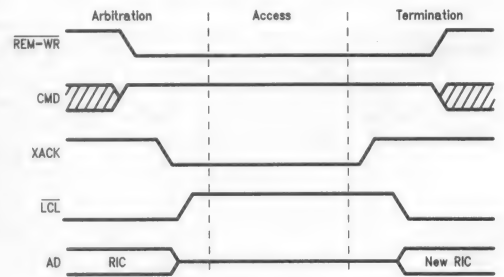 Arbitration Access Termination
REM-WR
CMD
XACK
LCL
AD RIC New RIC